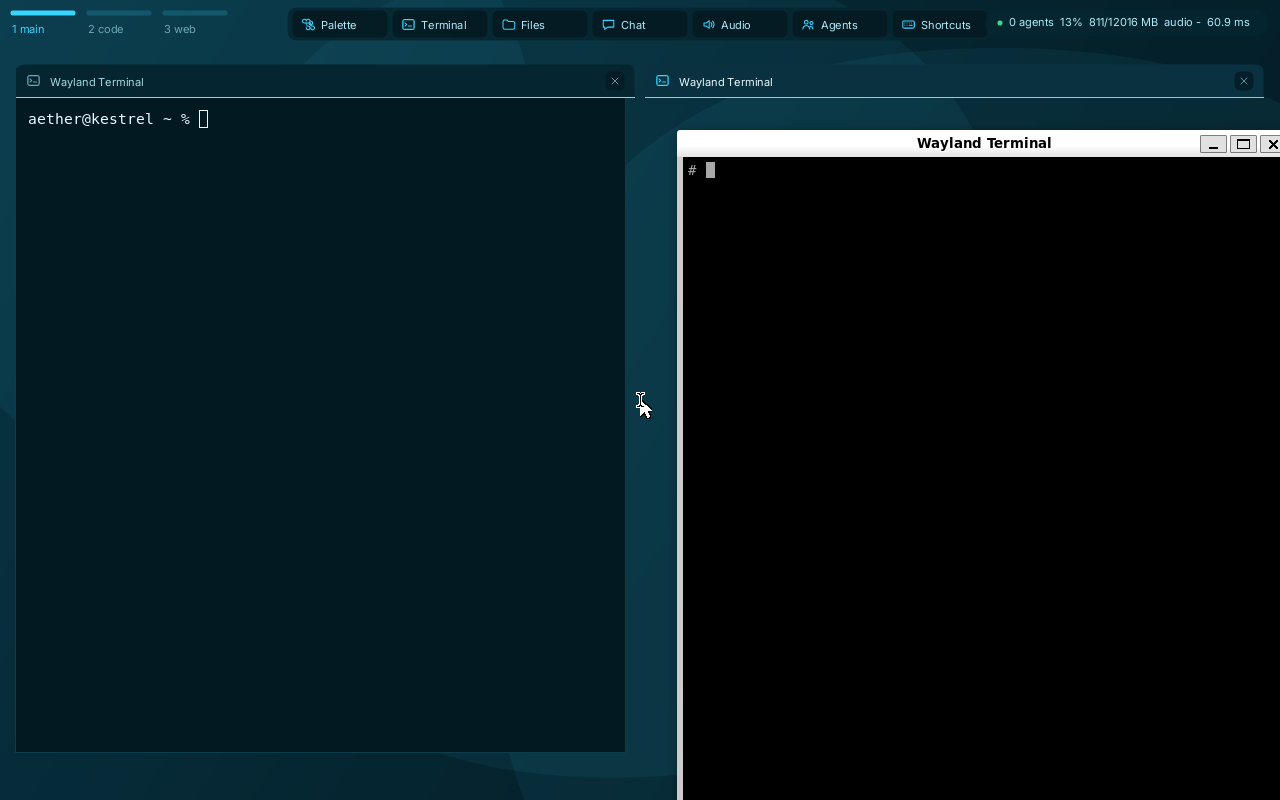 1 main
2 code
3 web
Palette
Terminal
Files
Chat
Audio
Agents
Shortcuts
0 agents 13% 811/12016 MB audio - 60.9 ms
Wayland Terminal
Wayland Terminal
aether@kestrel ~ %
Wayland Terminal
#